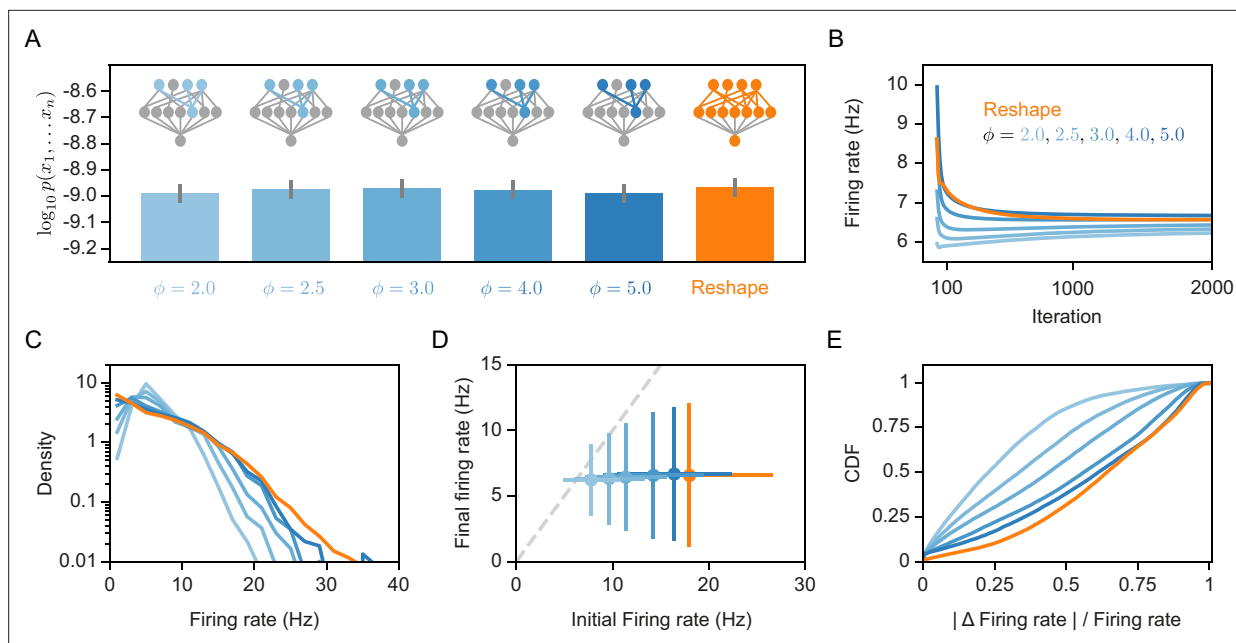 A
log₁₀ p(x₁, . . . xₙ)
-8.6
-8.7
-8.8
-8.9
-9.0
-9.1
-9.2
ϕ = 2.0
ϕ = 2.5
ϕ = 3.0
ϕ = 4.0
ϕ = 5.0
Reshape
B
Firing rate (Hz)
10
9
8
7
6
Reshape
ϕ = 2.0, 2.5, 3.0, 4.0, 5.0
100 1000 2000
Iteration
C
Density
10
1
0.1
0.01
0 10 20 30 40
Firing rate (Hz)
D
Final firing rate (Hz)
15
10
5
0
0 10 20 30
Initial Firing rate (Hz)
E
CDF
1
0.75
0.5
0.25
0
0 0.25 0.5 0.75 1
| Δ Firing rate | / Firing rate